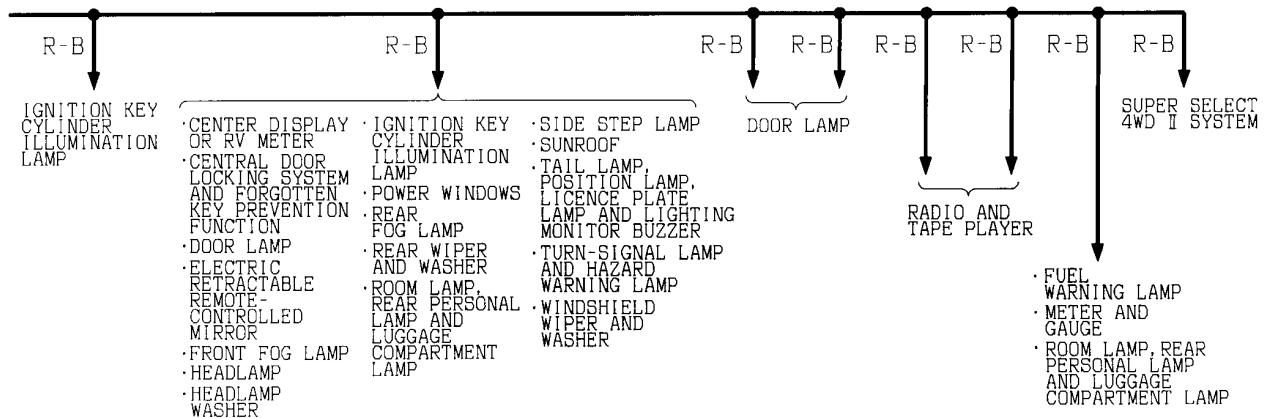 R-B
R-B
R-B
R-B
R-B
R-B
R-B
R-B
IGNITION KEY
CYLINDER
ILLUMINATION
LAMP
·CENTER DISPLAY
OR RV METER
·CENTRAL DOOR
LOCKING SYSTEM
AND FORGOTTEN
KEY PREVENTION
FUNCTION
·DOOR LAMP
·ELECTRIC
RETRACTABLE
REMOTE-
CONTROLLED
MIRROR
·FRONT FOG LAMP
·HEADLAMP
·HEADLAMP
WASHER
·IGNITION KEY
CYLINDER
ILLUMINATION
LAMP
·POWER WINDOWS
·REAR
FOG LAMP
·REAR WIPER
AND WASHER
·ROOM LAMP,
REAR PERSONAL
LAMP AND
LUGGAGE
COMPARTMENT
LAMP
·SIDE STEP LAMP
·SUNROOF
·TAIL LAMP,
POSITION LAMP,
LICENCE PLATE
LAMP AND LIGHTING
MONITOR BUZZER
·TURN-SIGNAL LAMP
AND HAZARD
WARNING LAMP
·WINDSHIELD
WIPER AND
WASHER
DOOR LAMP
RADIO AND
TAPE PLAYER
·FUEL
WARNING LAMP
·METER AND
GAUGE
·ROOM LAMP, REAR
PERSONAL LAMP
AND LUGGAGE
COMPARTMENT LAMP
SUPER SELECT
4WD Ⅱ SYSTEM